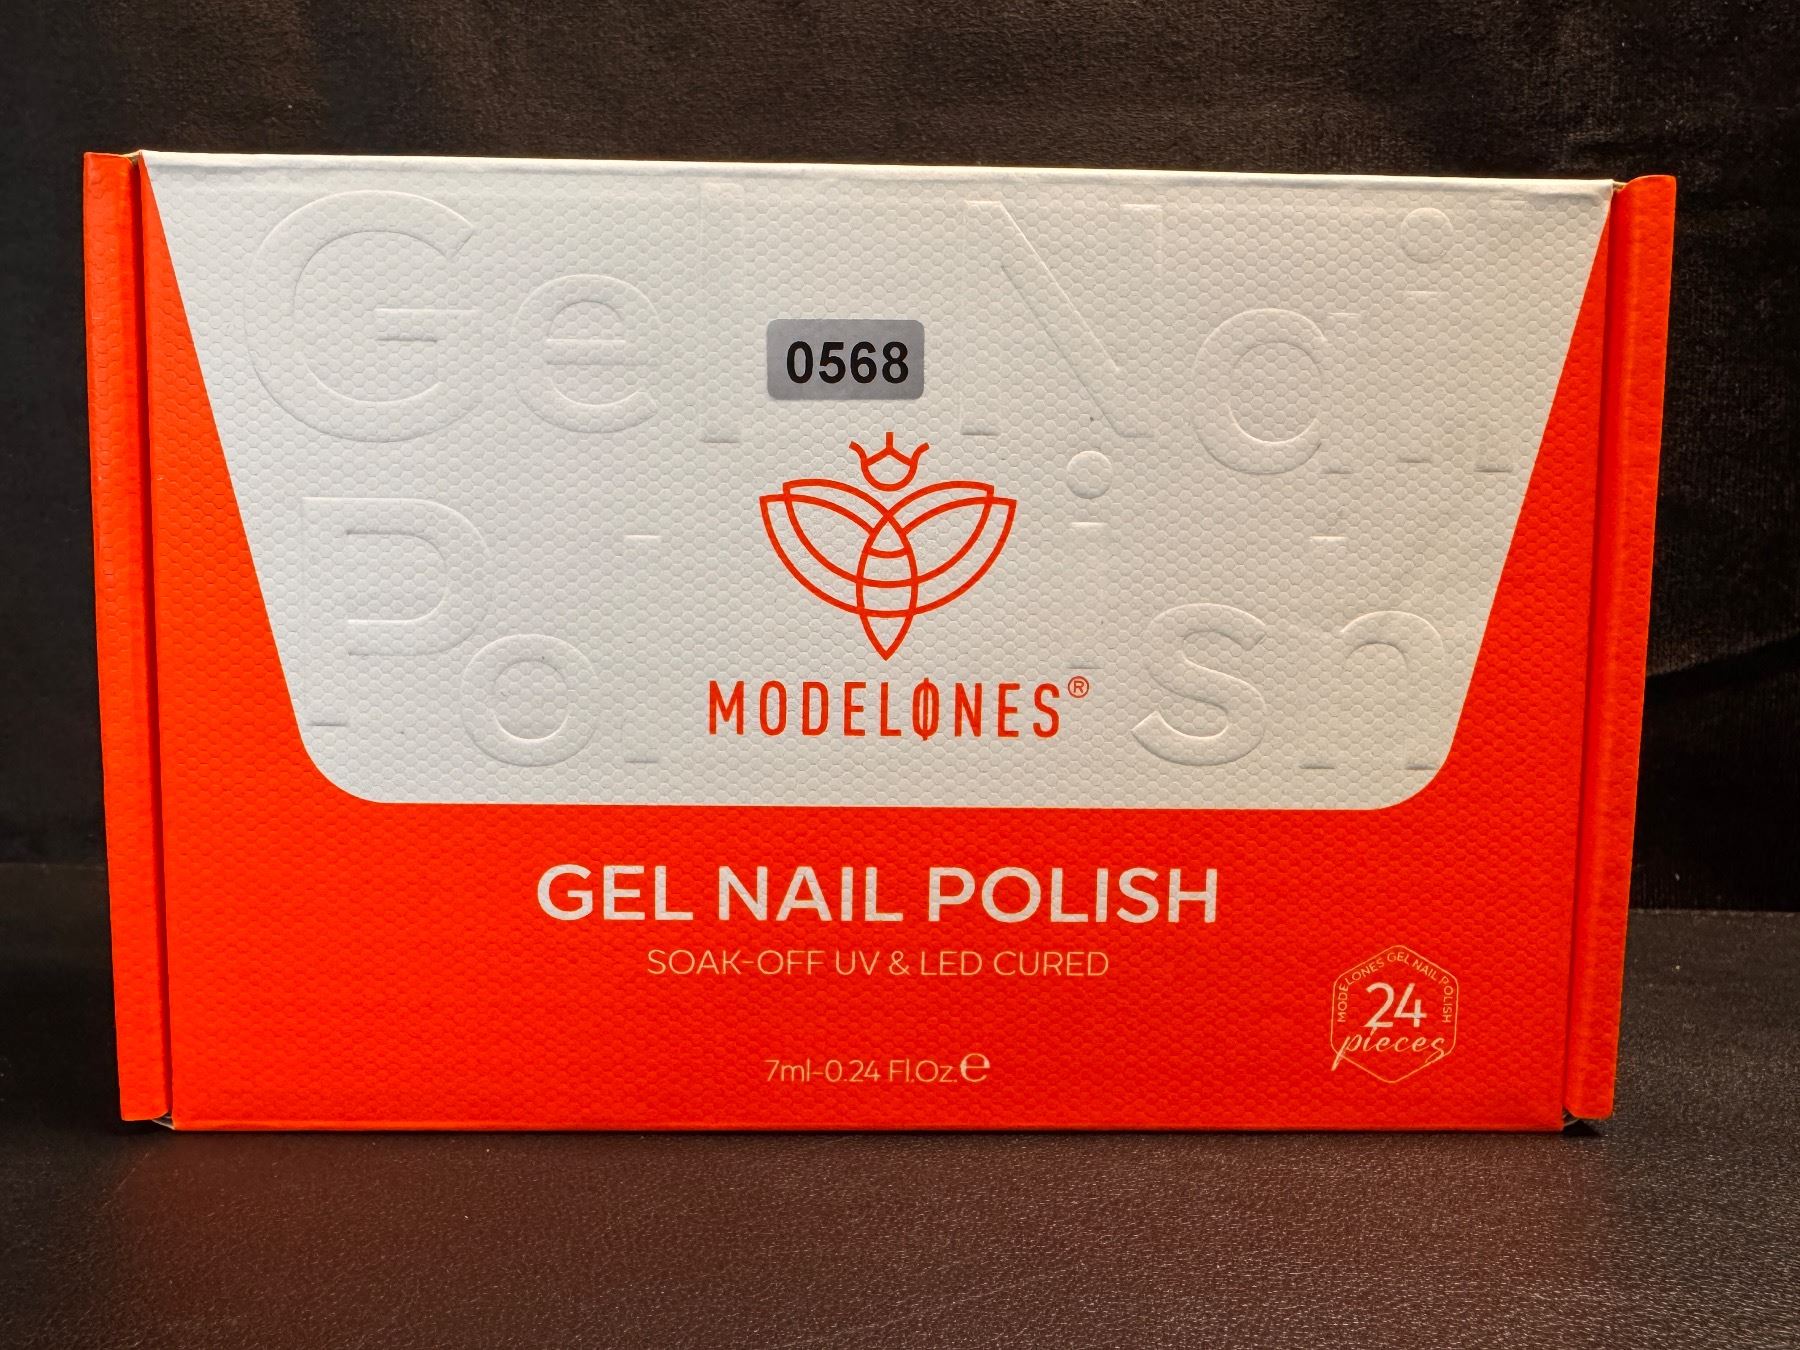 Gel Nail
Polish
0568
MODELONES®
GEL NAIL POLISH
SOAK-OFF UV & LED CURED
MODELONES GEL NAIL POLISH
24
pieces
7ml-0.24 Fl.Oz.e